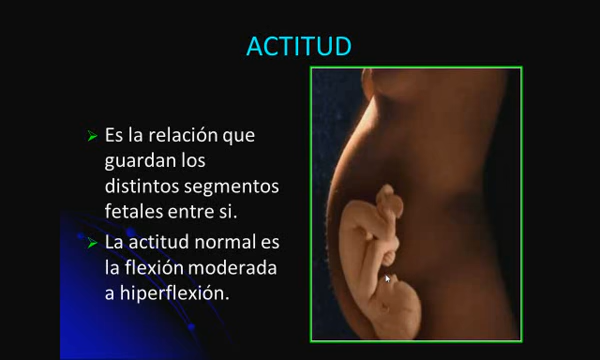 ACTITUD
Es la relación que
guardan los
distintos segmentos
fetales entre si.
La actitud normal es
la flexión moderada
a hiperflexión.